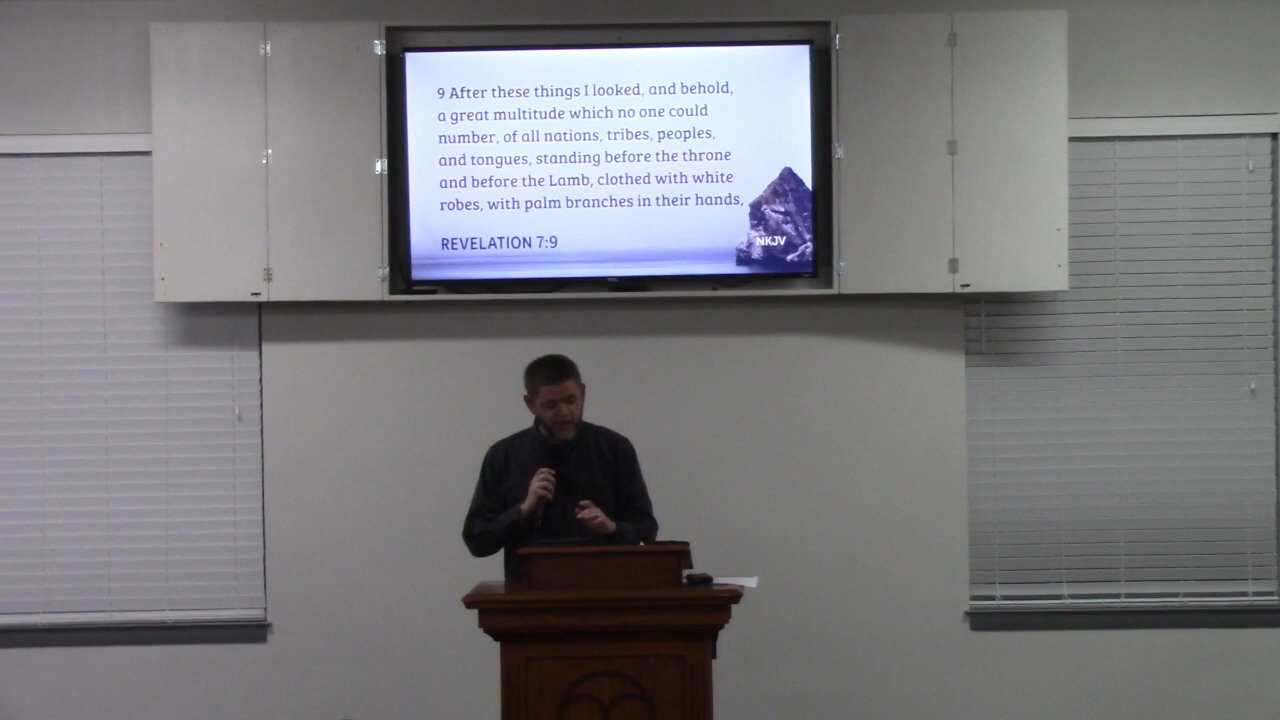 9 After these things I looked, and behold,
a great multitude which no one could
number, of all nations, tribes, peoples,
and tongues, standing before the throne
and before the Lamb, clothed with white
robes, with palm branches in their hands,
REVELATION 7:9
NKJV